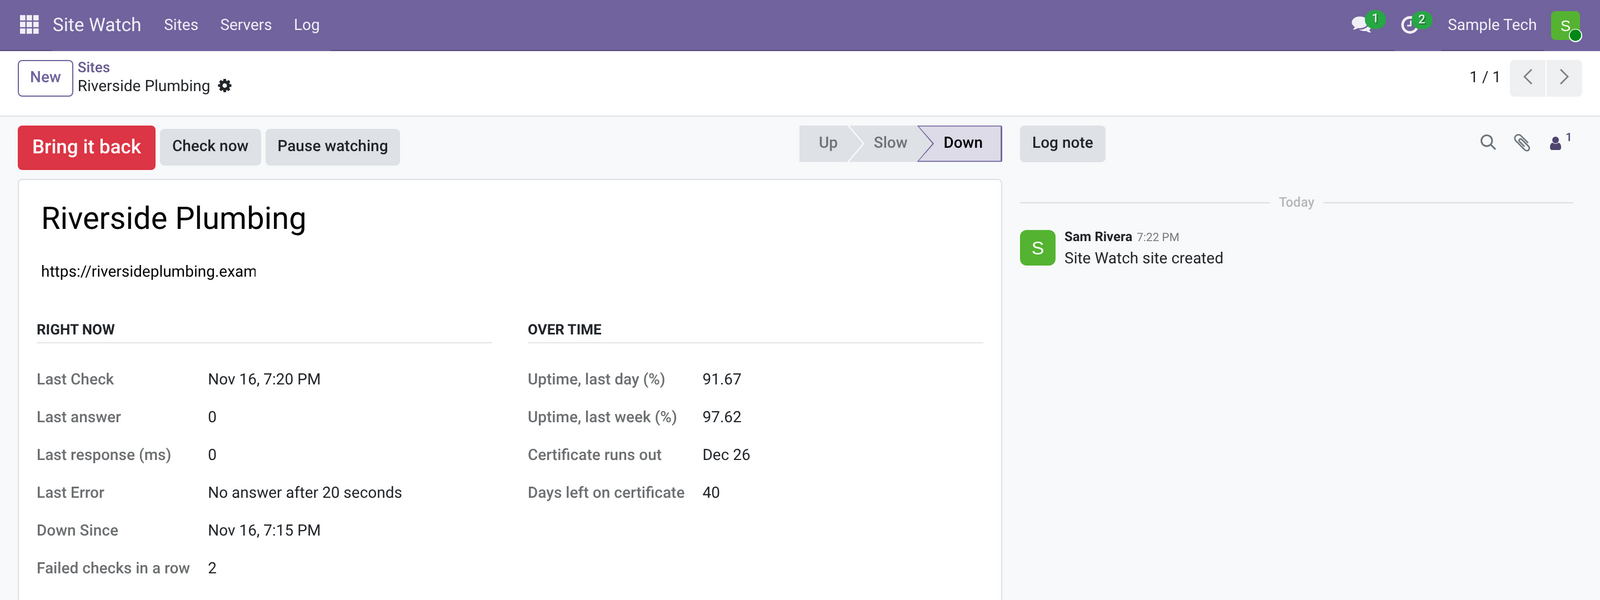 Site Watch Sites Servers Log 1 2 Sample Tech S
New Sites
Riverside Plumbing
1 / 1
Bring it back Check now Pause watching Up Slow Down Log note 1
Riverside Plumbing
https://riversideplumbing.exam
RIGHT NOW
Last Check Nov 16, 7:20 PM
Last answer 0
Last response (ms) 0
Last Error No answer after 20 seconds
Down Since Nov 16, 7:15 PM
Failed checks in a row 2
OVER TIME
Uptime, last day (%) 91.67
Uptime, last week (%) 97.62
Certificate runs out Dec 26
Days left on certificate 40
Today
S Sam Rivera 7:22 PM
Site Watch site created